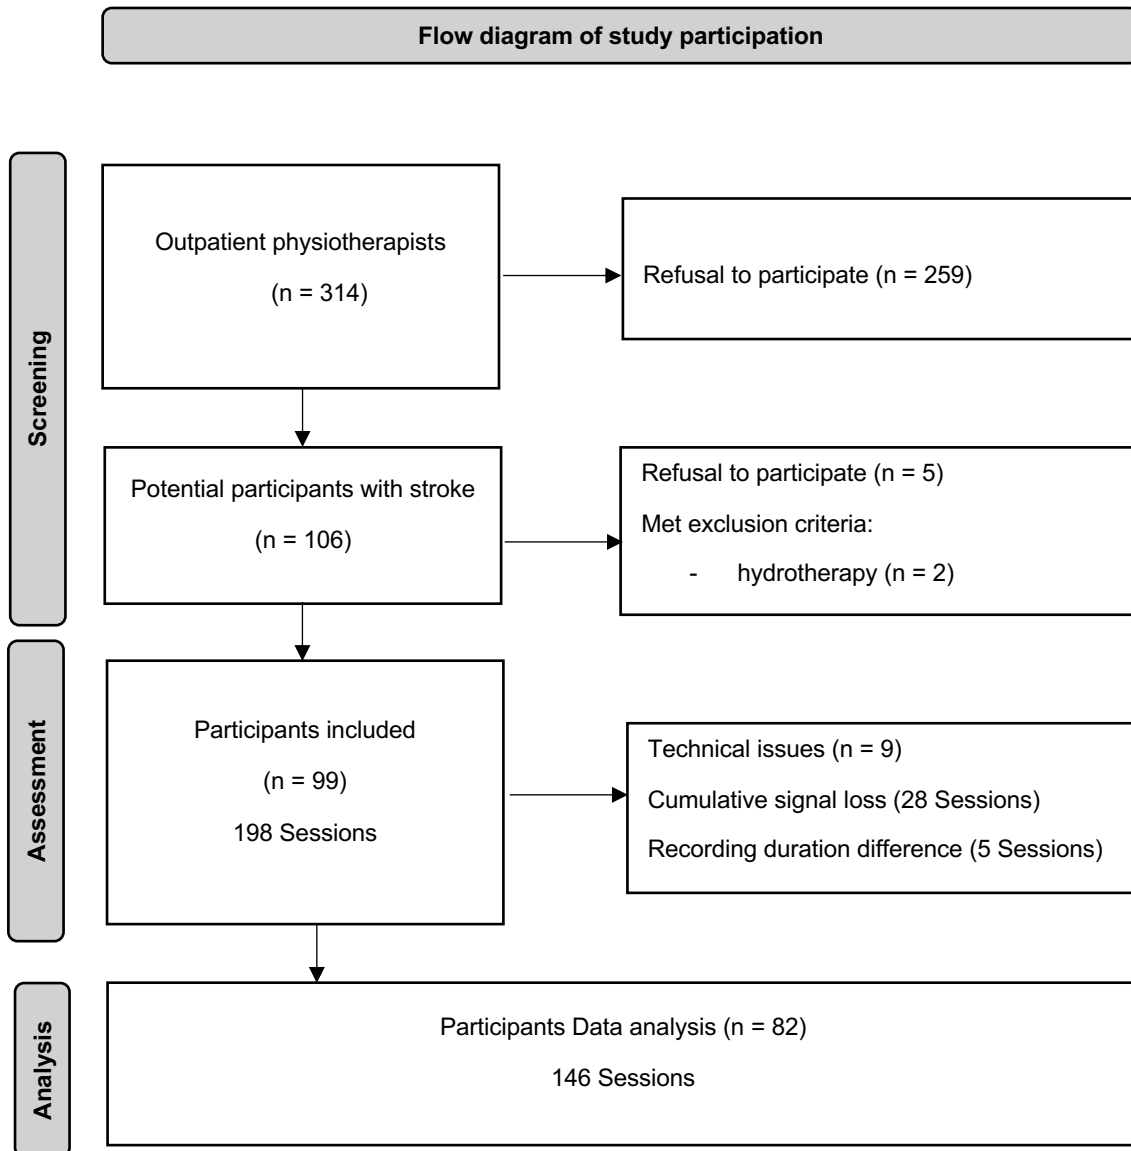 Flow diagram of study participation
Screening
Outpatient physiotherapists
(n = 314)
Refusal to participate (n = 259)
Potential participants with stroke
(n = 106)
Refusal to participate (n = 5)
Met exclusion criteria:
- hydrotherapy (n = 2)
Assessment
Participants included
(n = 99)
198 Sessions
Technical issues (n = 9)
Cumulative signal loss (28 Sessions)
Recording duration difference (5 Sessions)
Analysis
Participants Data analysis (n = 82)
146 Sessions